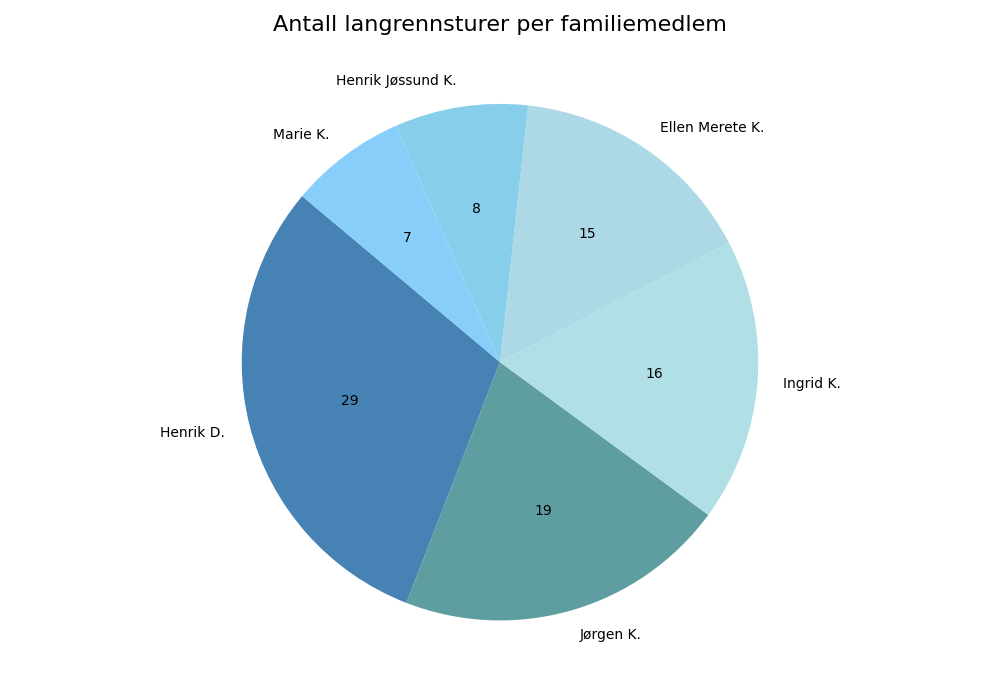 Antall langrennsturer per familiemedlem
Henrik Jøssund K.
Marie K.
Ellen Merete K.
8
7
15
29
16
Ingrid K.
Henrik D.
19
Jørgen K.